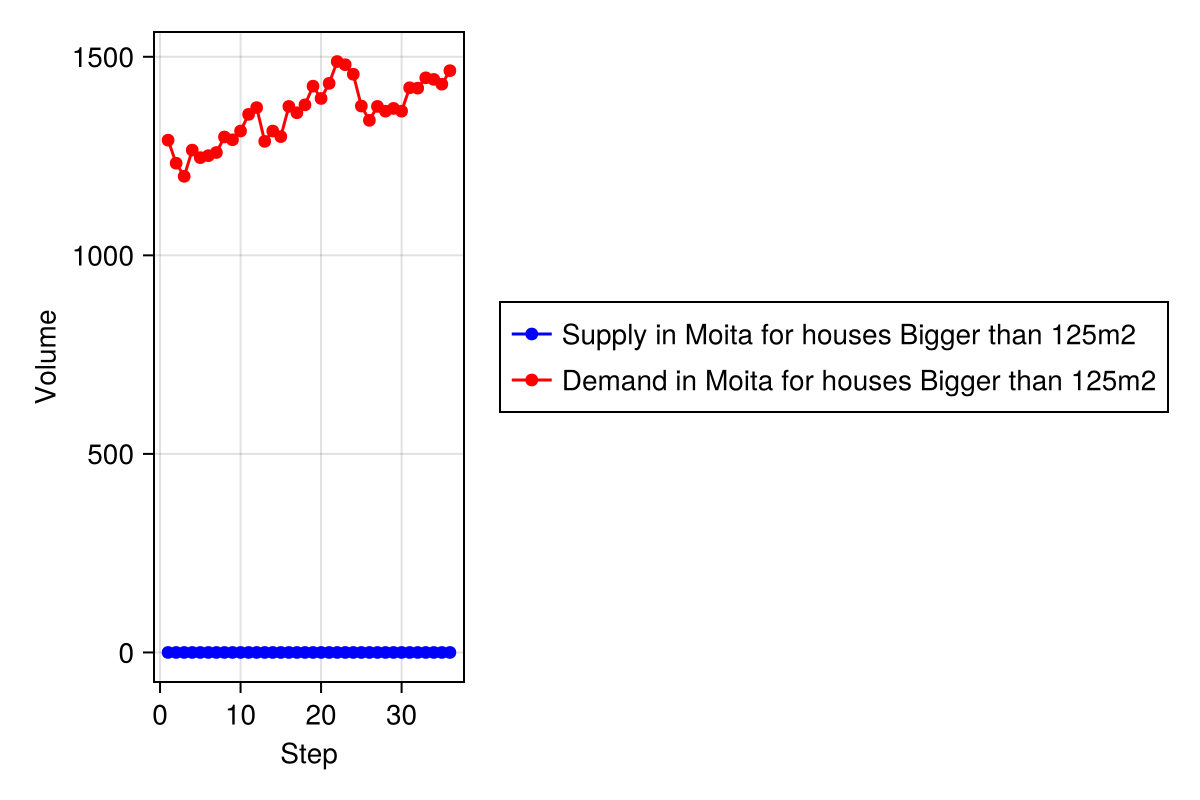 1500
1000
500
0
Volume
0 10 20 30
Step
Supply in Moita for houses Bigger than 125m2
Demand in Moita for houses Bigger than 125m2